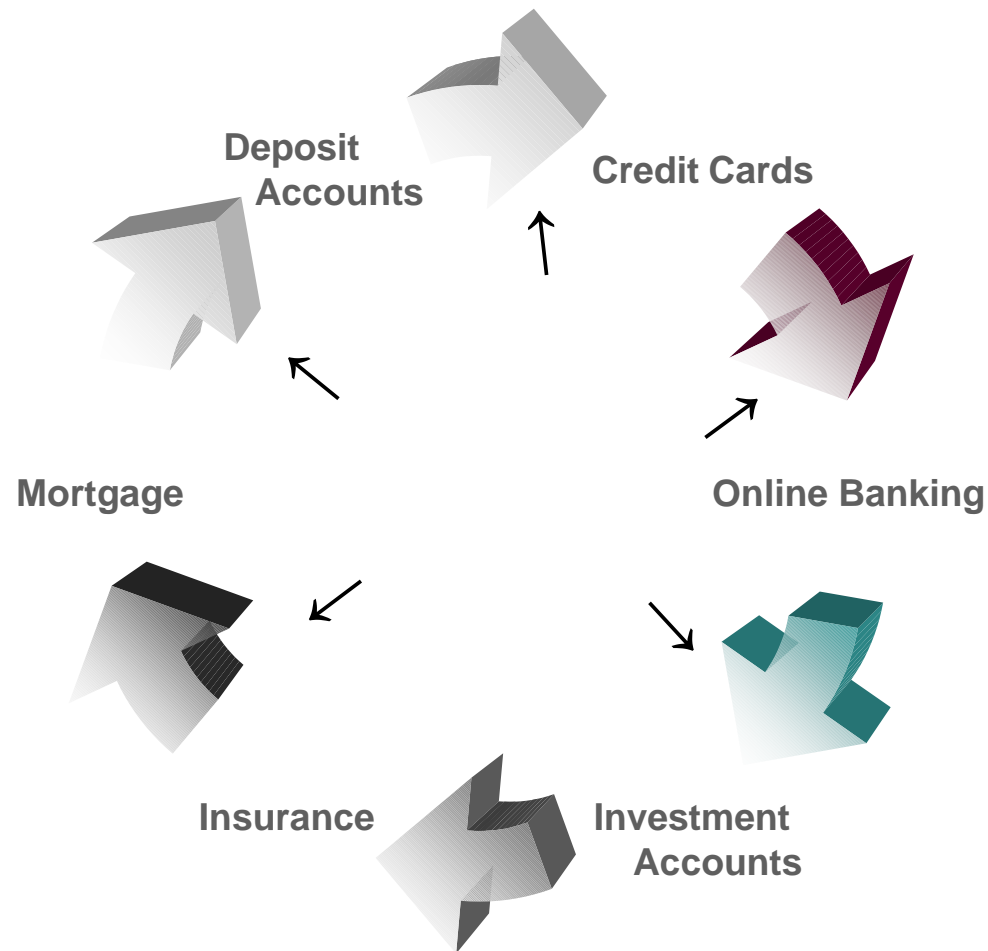 Deposit
Accounts
Credit Cards
Mortgage
Online Banking
Insurance
Investment
Accounts